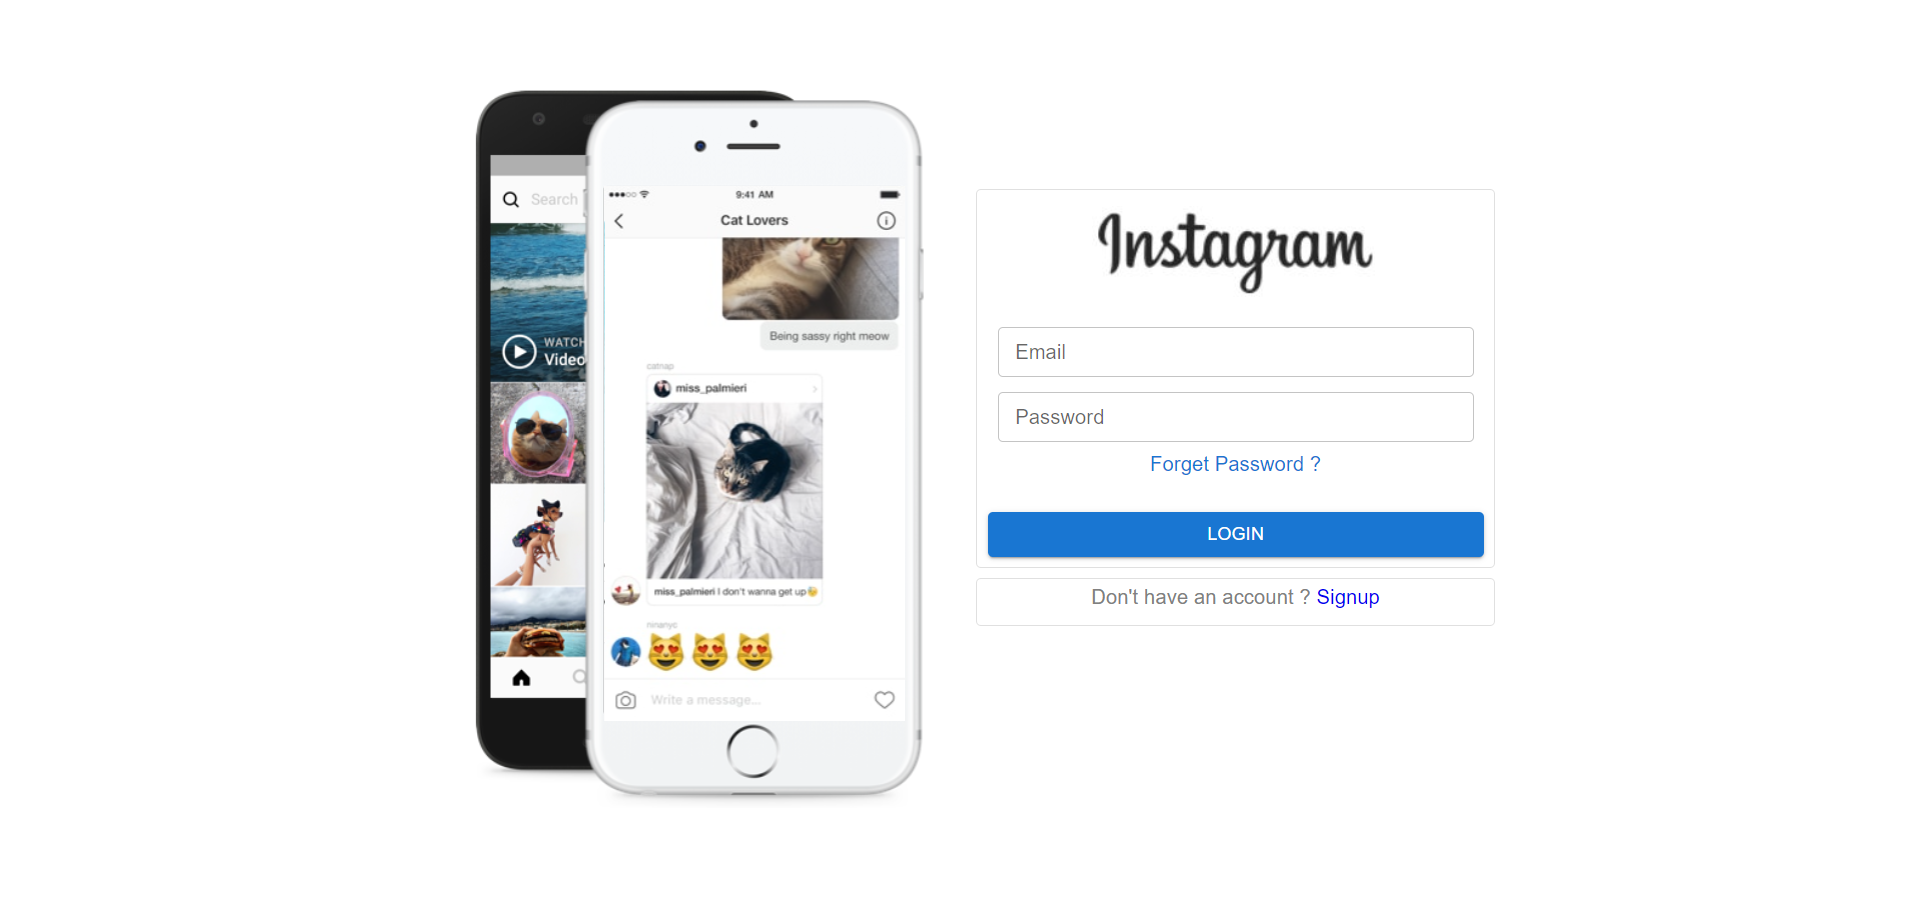 Search
WATCH
Video
9:41 AM
Cat Lovers
Being sassy right meow
catnap
miss_palmieri
miss_palmieri I don't wanna get up
ninanyc
Write a message...
Instagram
Email
Password
Forget Password ?
LOGIN
Don't have an account ? Signup